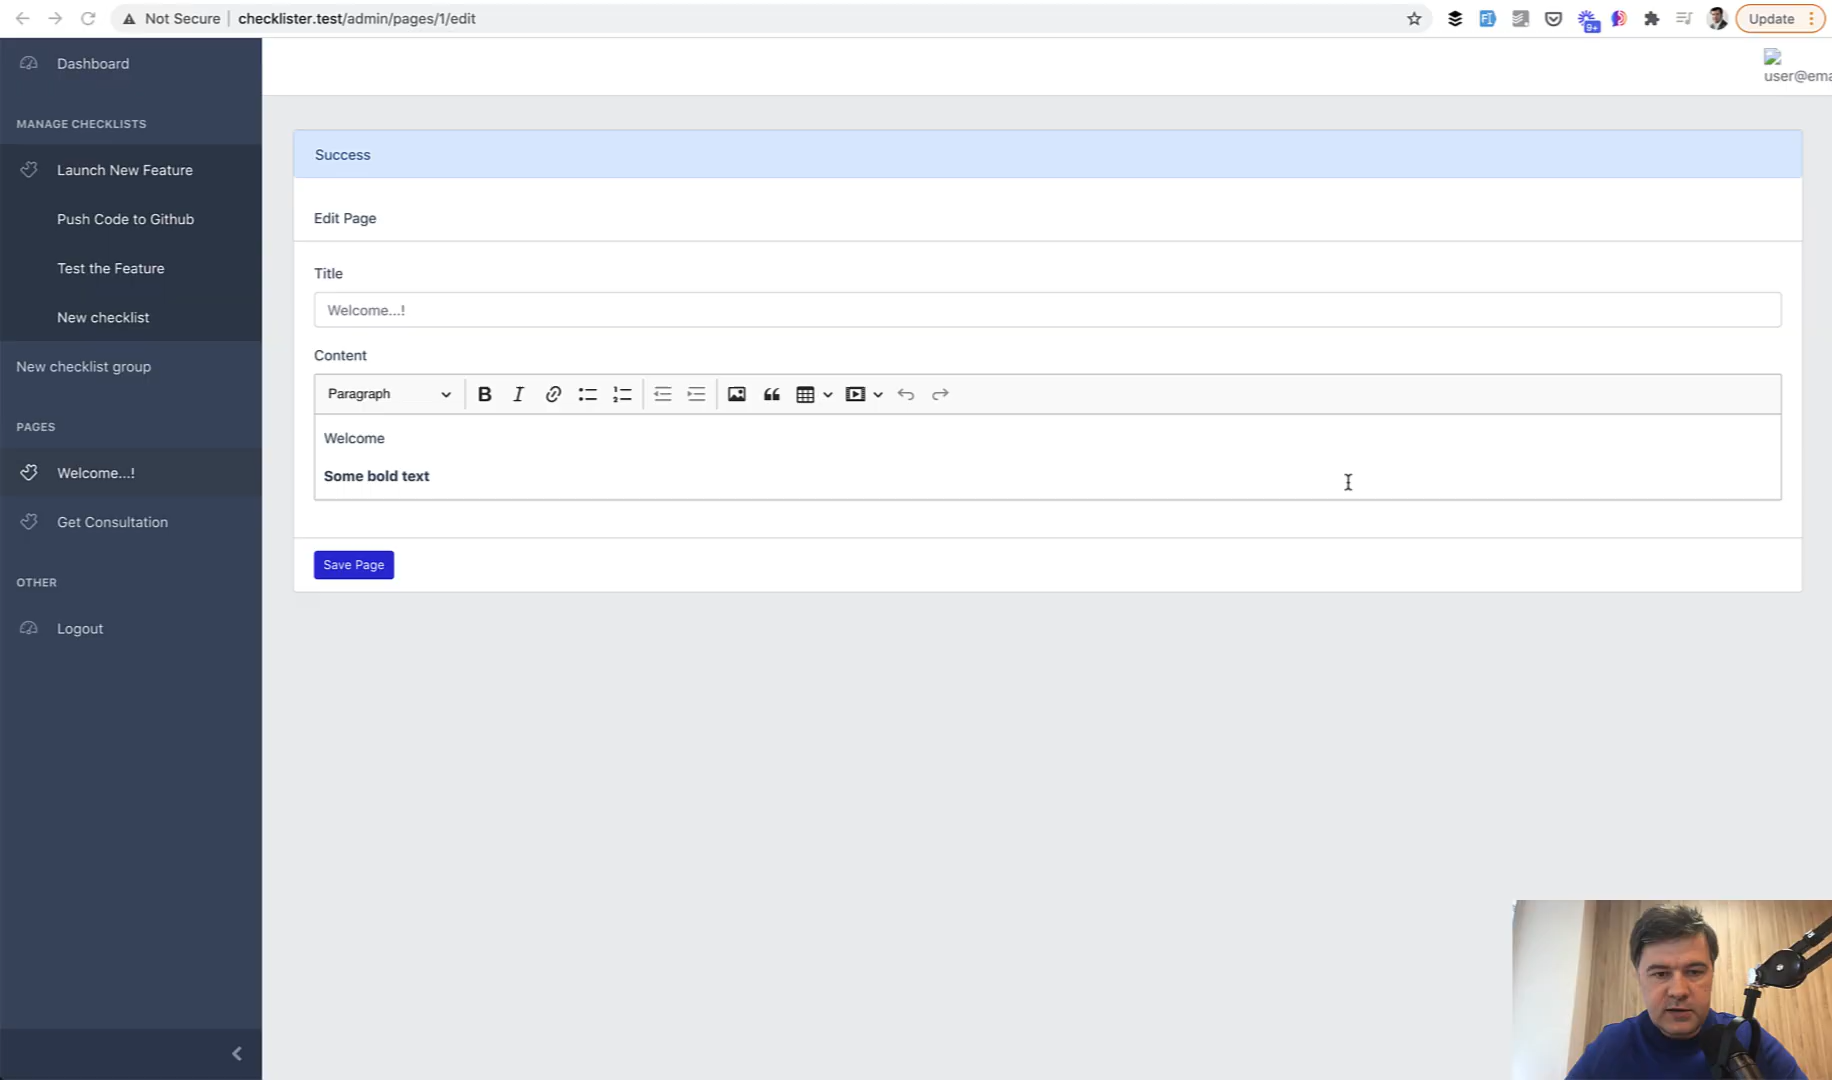 Not Secure
checklister.test/admin/pages/1/edit
9+
Update
Dashboard
user@ema
MANAGE CHECKLISTS
Launch New Feature
Push Code to Github
Test the Feature
New checklist
New checklist group
PAGES
Welcome...!
Get Consultation
OTHER
Logout
Success
Edit Page
Title
Welcome...!
Content
Paragraph
Welcome
Some bold text
Save Page